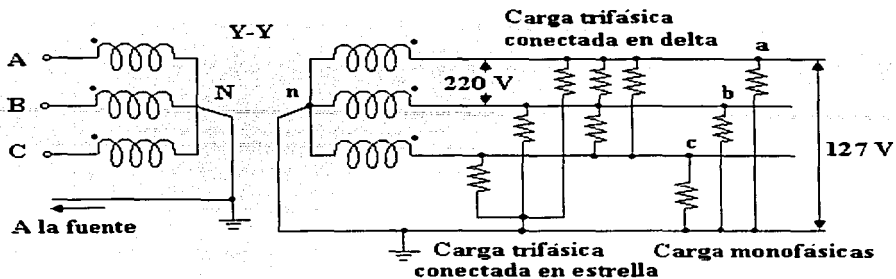 Carga trifásica
conectada en delta
Y-Y
A
a
220 V
N
n
B
b
C
c
127 V
A la fuente
Carga trifásica
conectada en estrella
Carga monofásicas